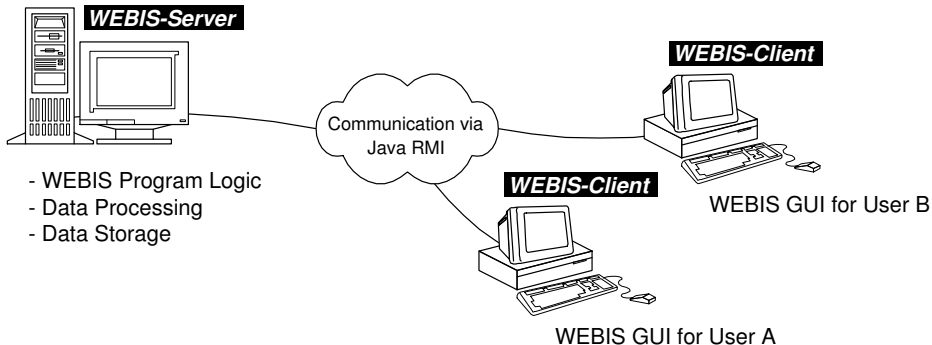 WEBIS-Server
WEBIS-Client
Communication via
Java RMI
- WEBIS Program Logic
- Data Processing
- Data Storage
WEBIS-Client
WEBIS GUI for User B
WEBIS GUI for User A